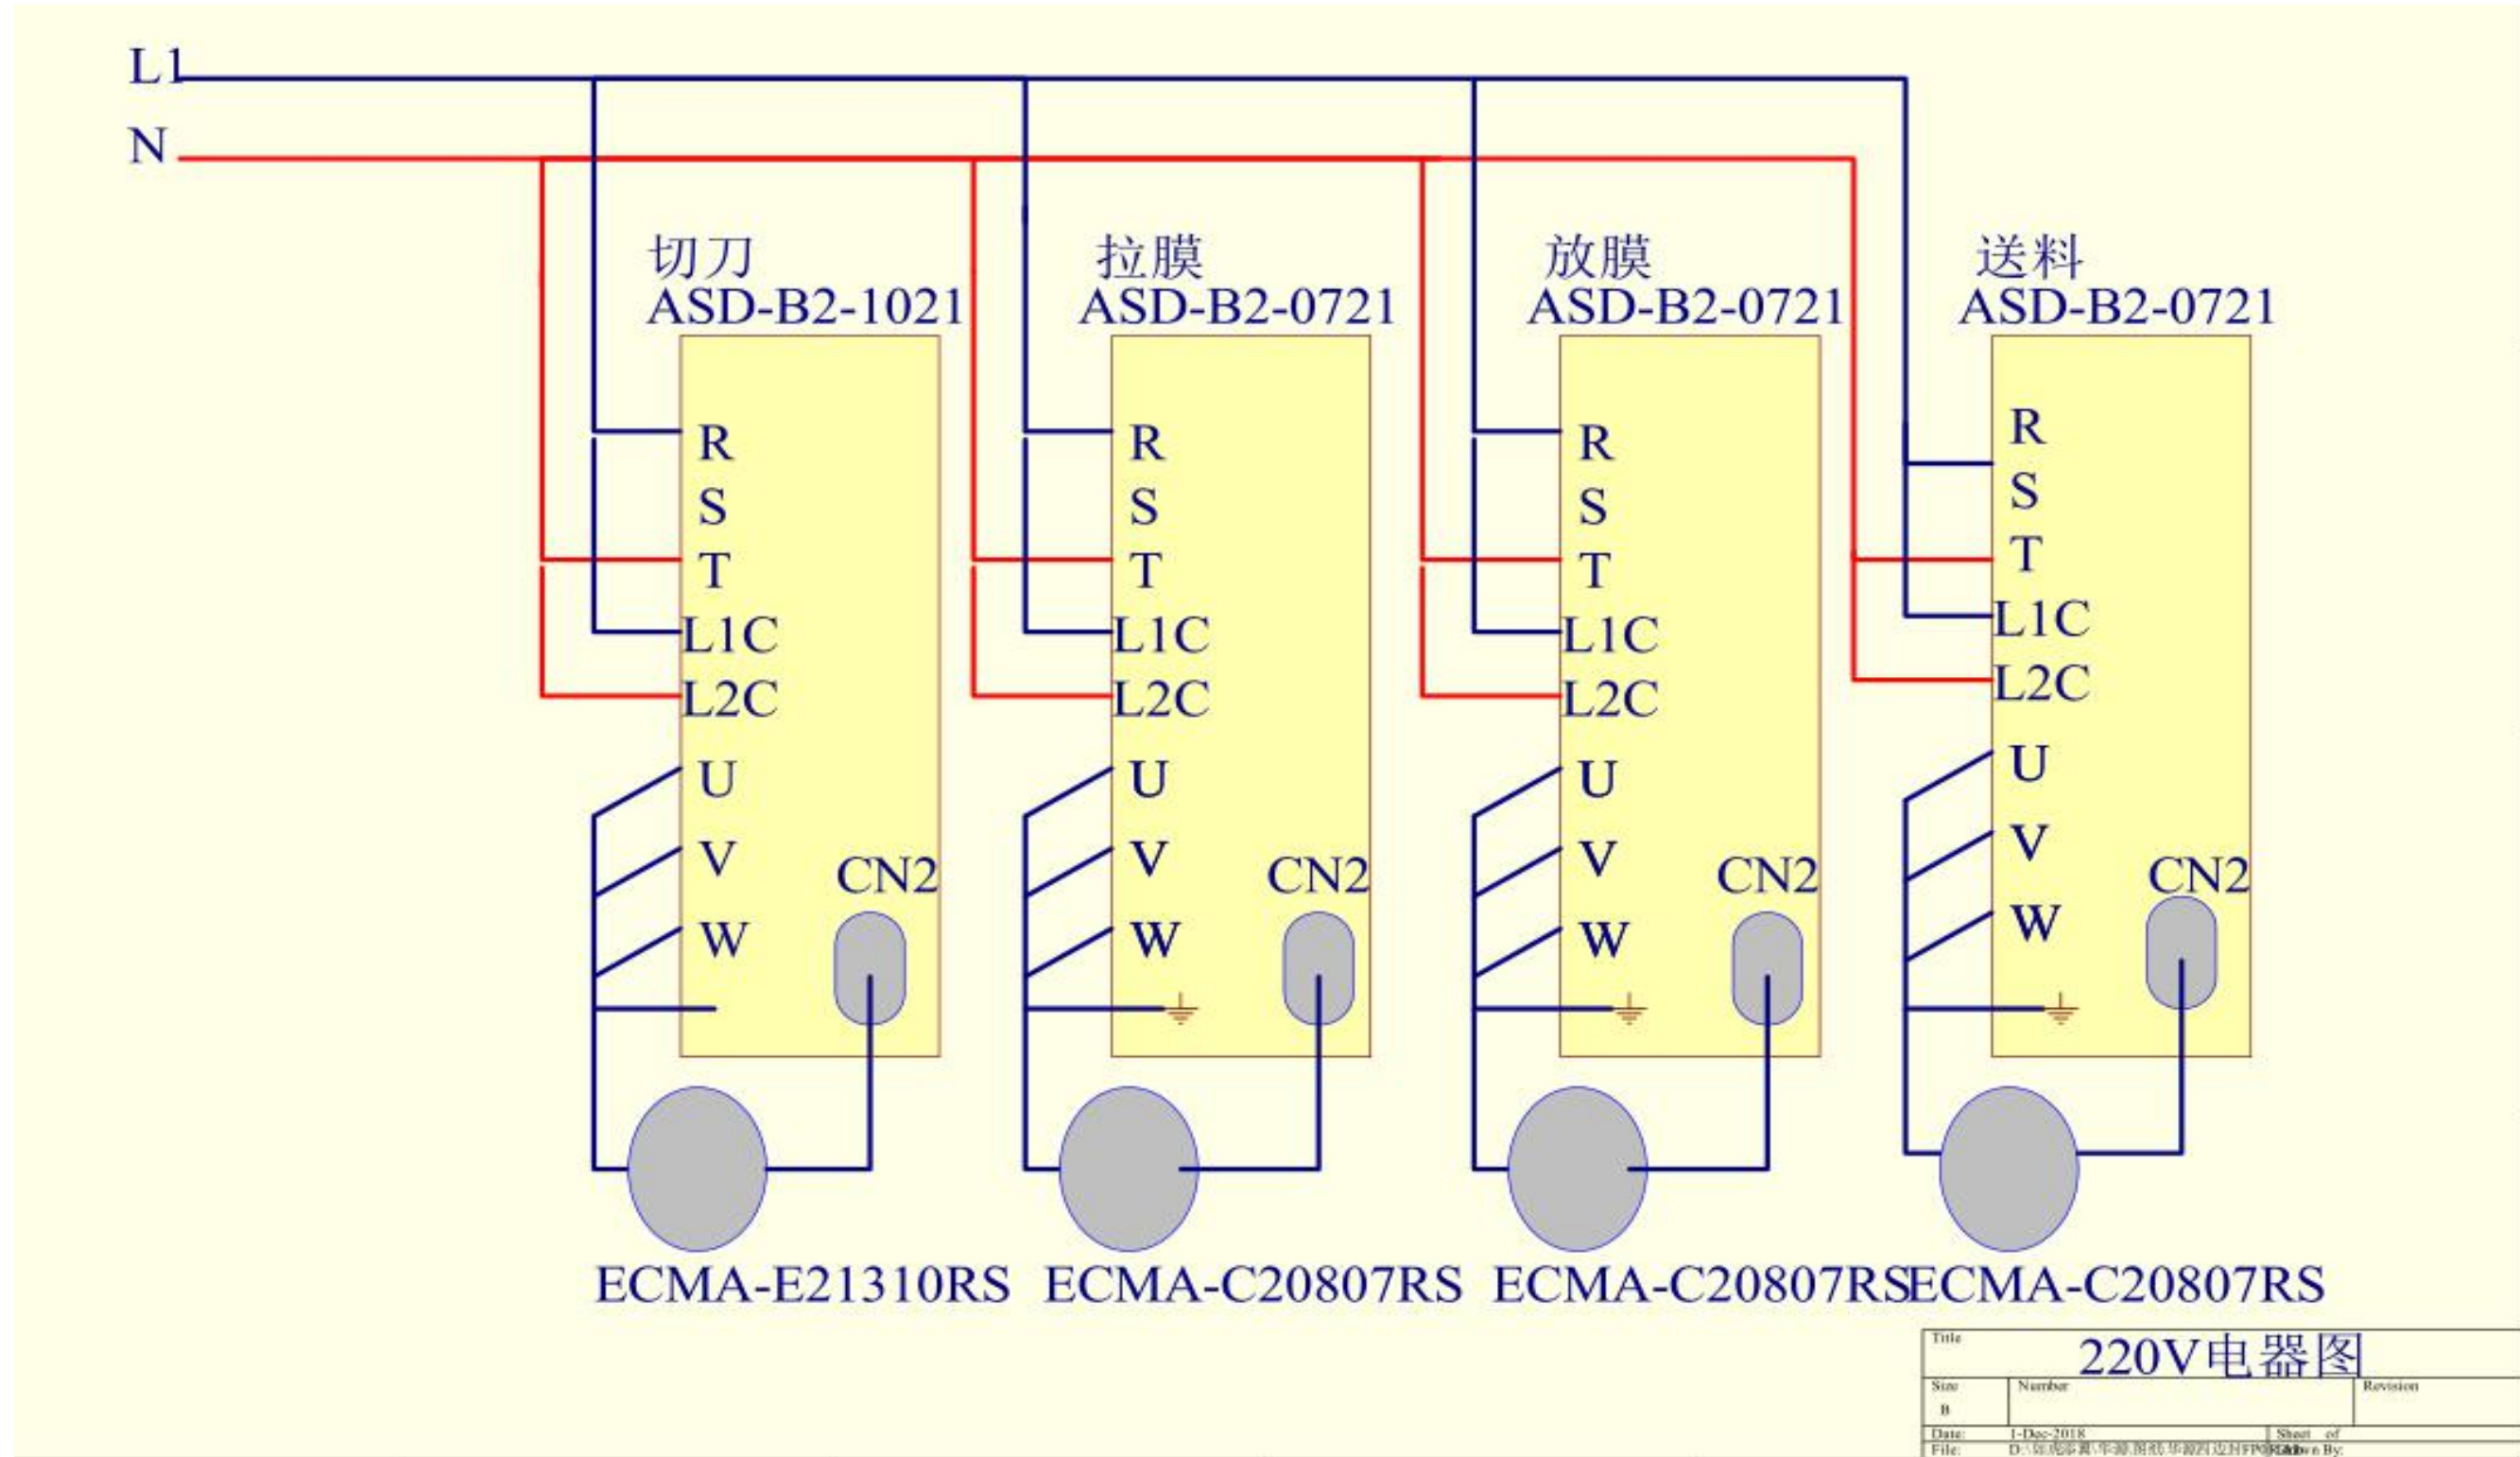 L1
N
切刀
ASD-B2-1021
R
S
T
L1C
L2C
U
V
W
CN2
ECMA-E21310RS
拉膜
ASD-B2-0721
R
S
T
L1C
L2C
U
V
W
CN2
ECMA-C20807RS
放膜
ASD-B2-0721
R
S
T
L1C
L2C
U
V
W
CN2
ECMA-C20807RS
送料
ASD-B2-0721
R
S
T
L1C
L2C
U
V
W
CN2
ECMA-C20807RS
Title
220V电器图
Size
B
Number
Revision
Date: 1-Dec-2018 Sheet of
File: